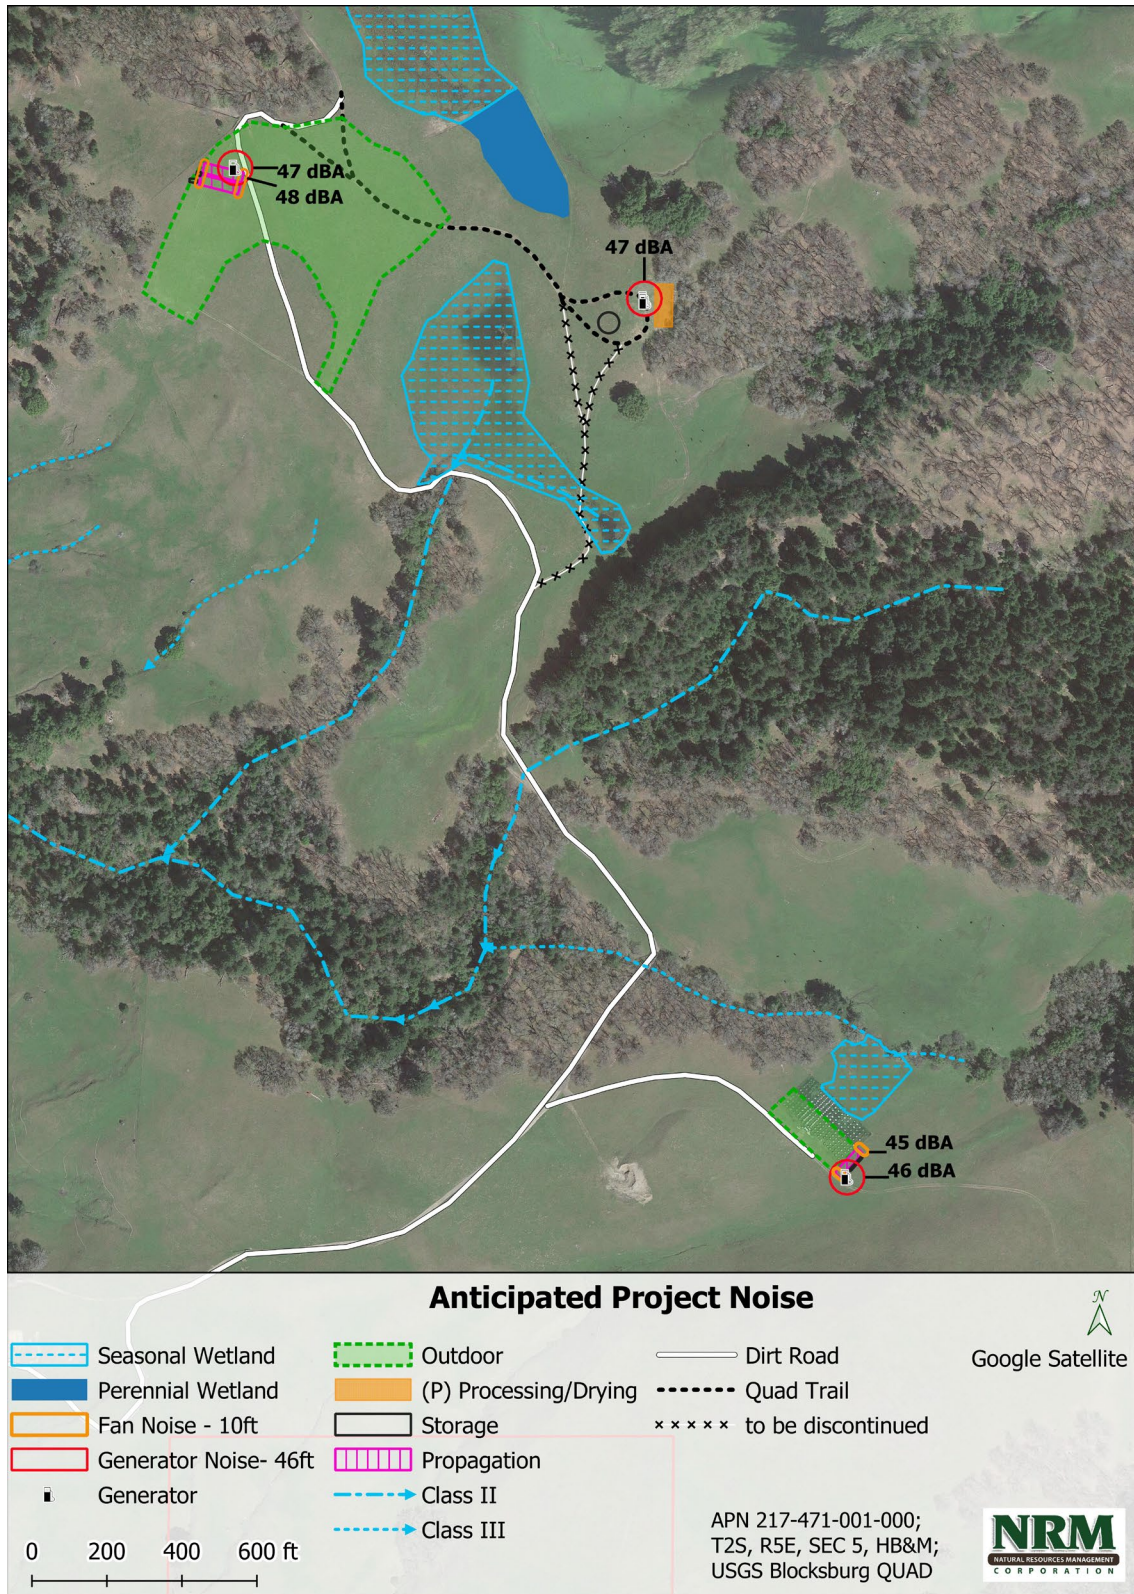 47 dBA
48 dBA
47 dBA
45 dBA
46 dBA
Anticipated Project Noise
N
Google Satellite
Seasonal Wetland
Perennial Wetland
Fan Noise - 10ft
Generator Noise- 46ft
Generator
Outdoor
(P) Processing/Drying
Storage
Propagation
Class II
Class III
Dirt Road
Quad Trail
to be discontinued
0 200 400 600 ft
APN 217-471-001-000;
T2S, R5E, SEC 5, HB&M;
USGS Blocksburg QUAD
NRM
NATURAL RESOURCES MANAGEMENT
CORPORATION